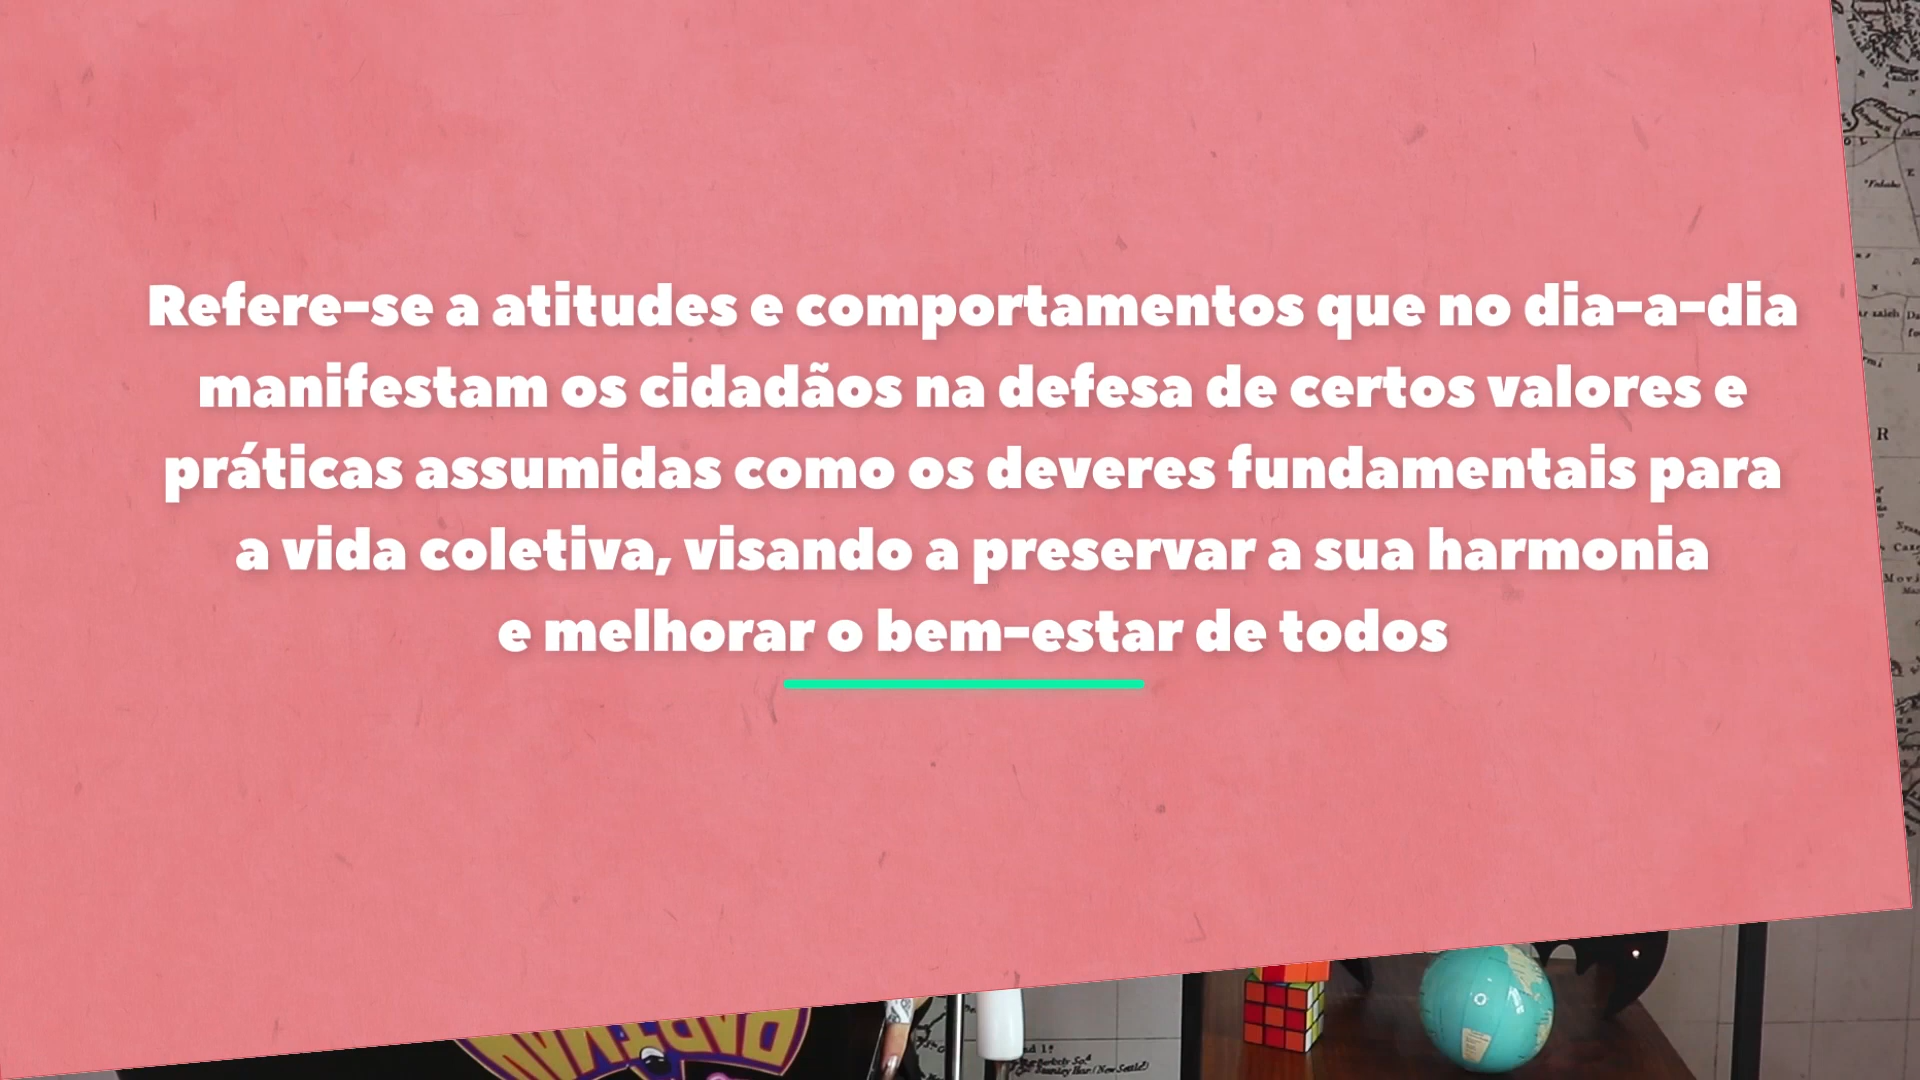 Refere-se a atitudes e comportamentos que no dia-a-dia
manifestam os cidadãos na defesa de certos valores e
práticas assumidas como os deveres fundamentais para
a vida coletiva, visando a preservar a sua harmonia
e melhorar o bem-estar de todos